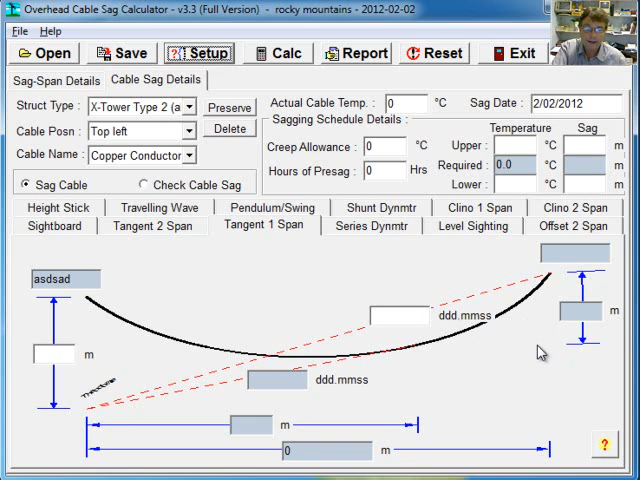 Overhead Cable Sag Calculator - v3.3 (Full Version) - rocky mountains - 2012-02-02
File Help
Open Save Setup Calc Report Reset Exit
Sag-Span Details Cable Sag Details
Struct Type : X-Tower Type 2 (a Preserve
Cable Posn : Top left Delete
Cable Name : Copper Conductor
Sag Cable Check Cable Sag
Actual Cable Temp. : 0 °C Sag Date : 2/02/2012
Sagging Schedule Details :
Temperature Sag
Creep Allowance : 0 °C Upper : °C m
Required : 0.0 °C m
Hours of Presag : 0 Hrs Lower : °C m
Height Stick Travelling Wave Pendulum/Swing Shunt Dynmtr Clino 1 Span Clino 2 Span
Sightboard Tangent 2 Span Tangent 1 Span Series Dynmtr Level Sighting Offset 2 Span
asdsad
ddd.mmss m
m
ddd.mmss
Theodolite
m
0 m
?